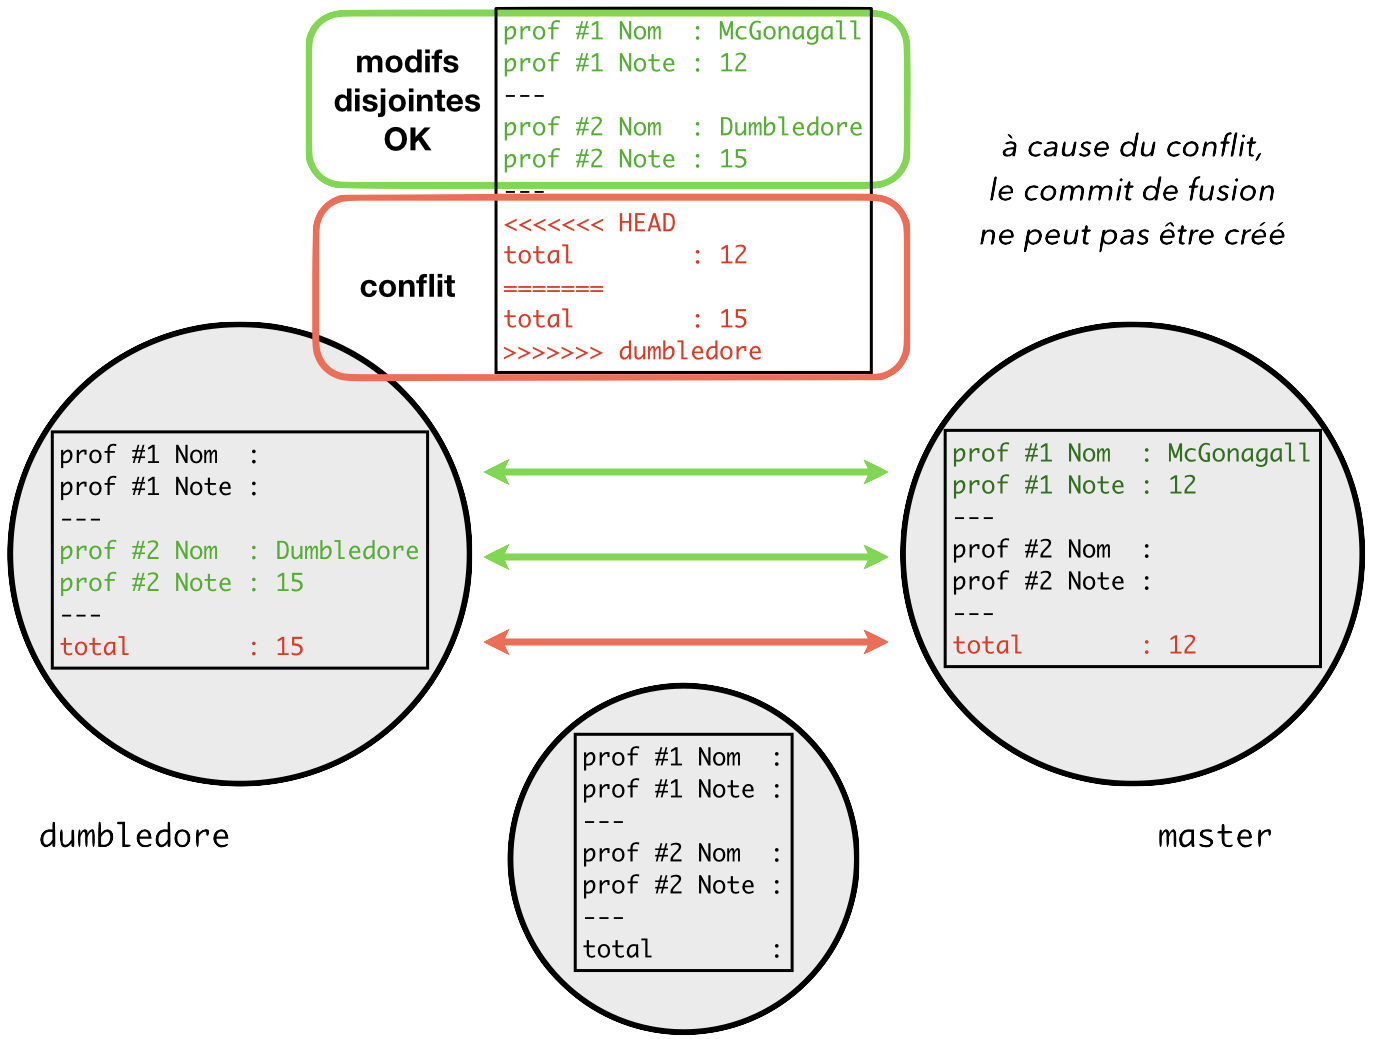 modifs
disjointes
OK
prof #1 Nom  : McGonagall
prof #1 Note : 12
---
prof #2 Nom  : Dumbledore
prof #2 Note : 15
---
conflit
<<<<<<< HEAD
total        : 12
=======
total        : 15
>>>>>>> dumbledore
à cause du conflit,
le commit de fusion
ne peut pas être créé
prof #1 Nom  :
prof #1 Note :
---
prof #2 Nom  : Dumbledore
prof #2 Note : 15
---
total        : 15
dumbledore
prof #1 Nom  : McGonagall
prof #1 Note : 12
---
prof #2 Nom  :
prof #2 Note :
---
total        : 12
master
prof #1 Nom  :
prof #1 Note :
---
prof #2 Nom  :
prof #2 Note :
---
total        :